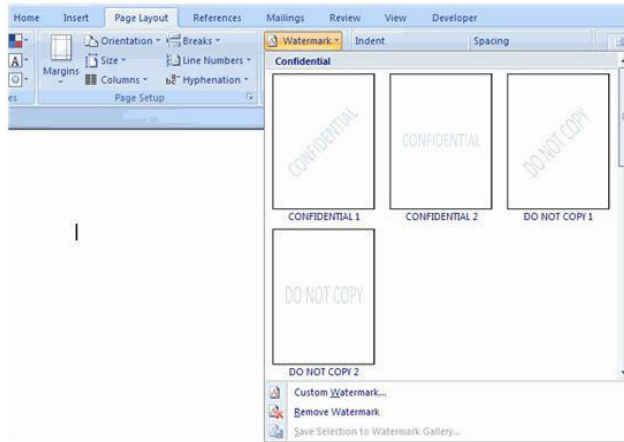 Home Insert Page Layout References Mailings Review View Developer
Orientation Breaks Watermark Indent Spacing
A Size Line Numbers Confidential
Margins Columns Hyphenation
es Page Setup
CONFIDENTIAL CONFIDENTIAL DO NOT COPY
CONFIDENTIAL 1 CONFIDENTIAL 2 DO NOT COPY 1
DO NOT COPY
DO NOT COPY 2
Custom Watermark...
Remove Watermark
Save Selection to Watermark Gallery...